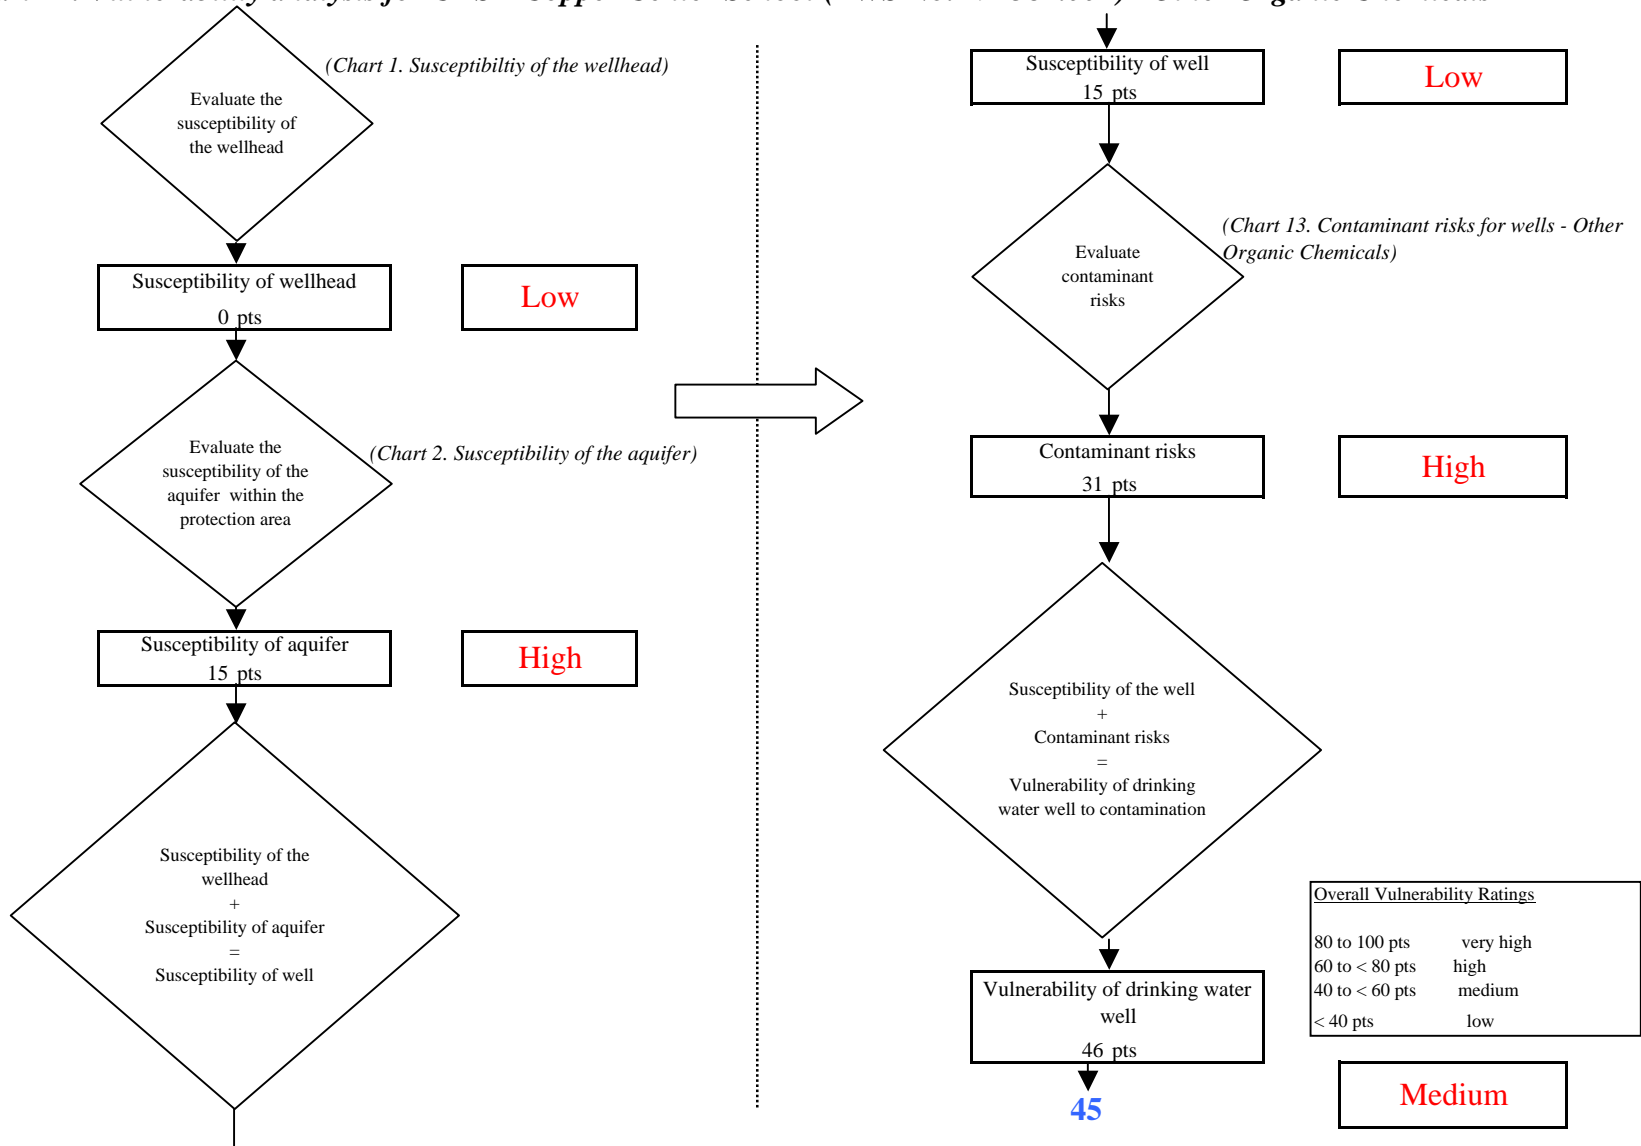 (Chart 1. Susceptibiltiy of the wellhead)
Evaluate the
susceptibility of
the wellhead
Susceptibility of wellhead
0 pts
Low
Evaluate the
susceptibility of the
aquifer within the
protection area
(Chart 2. Susceptibility of the aquifer)
Susceptibility of aquifer
15 pts
High
Susceptibility of the
wellhead
+
Susceptibility of aquifer
=
Susceptibility of well
Susceptibility of well
15 pts
Low
(Chart 13. Contaminant risks for wells - Other
Organic Chemicals)
Evaluate
contaminant
risks
Contaminant risks
31 pts
High
Susceptibility of the well
+
Contaminant risks
=
Vulnerability of drinking
water well to contamination
Vulnerability of drinking water
well
46 pts
45
Overall Vulnerability Ratings
80 to 100 pts very high
60 to < 80 pts high
40 to < 60 pts medium
< 40 pts low
Medium